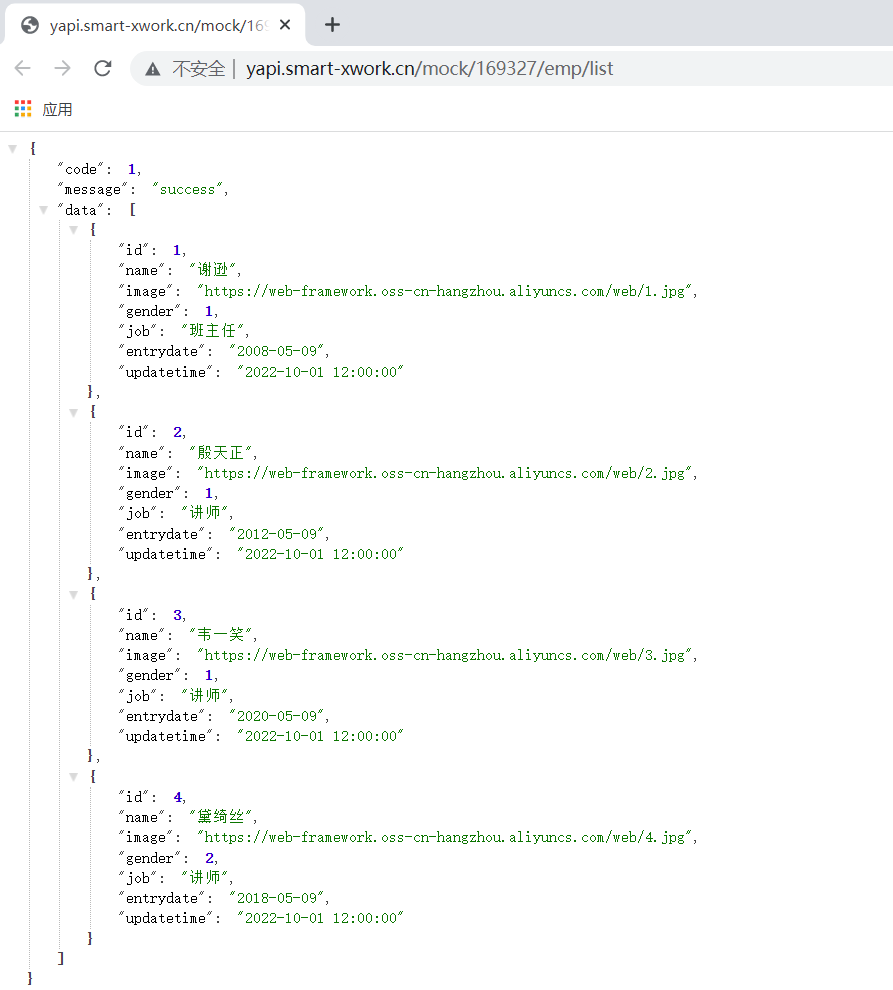 yapi.smart-xwork.cn/mock/169
不安全 | yapi.smart-xwork.cn/mock/169327/emp/list
应用
{
"code": 1,
"message": "success",
"data": [
{
"id": 1,
"name": "谢逊",
"image": "https://web-framework.oss-cn-hangzhou.aliyuncs.com/web/1.jpg",
"gender": 1,
"job": "班主任",
"entrydate": "2008-05-09",
"updatetime": "2022-10-01 12:00:00"
},
{
"id": 2,
"name": "殷天正",
"image": "https://web-framework.oss-cn-hangzhou.aliyuncs.com/web/2.jpg",
"gender": 1,
"job": "讲师",
"entrydate": "2012-05-09",
"updatetime": "2022-10-01 12:00:00"
},
{
"id": 3,
"name": "韦一笑",
"image": "https://web-framework.oss-cn-hangzhou.aliyuncs.com/web/3.jpg",
"gender": 1,
"job": "讲师",
"entrydate": "2020-05-09",
"updatetime": "2022-10-01 12:00:00"
},
{
"id": 4,
"name": "黛绮丝",
"image": "https://web-framework.oss-cn-hangzhou.aliyuncs.com/web/4.jpg",
"gender": 2,
"job": "讲师",
"entrydate": "2018-05-09",
"updatetime": "2022-10-01 12:00:00"
}
]
}